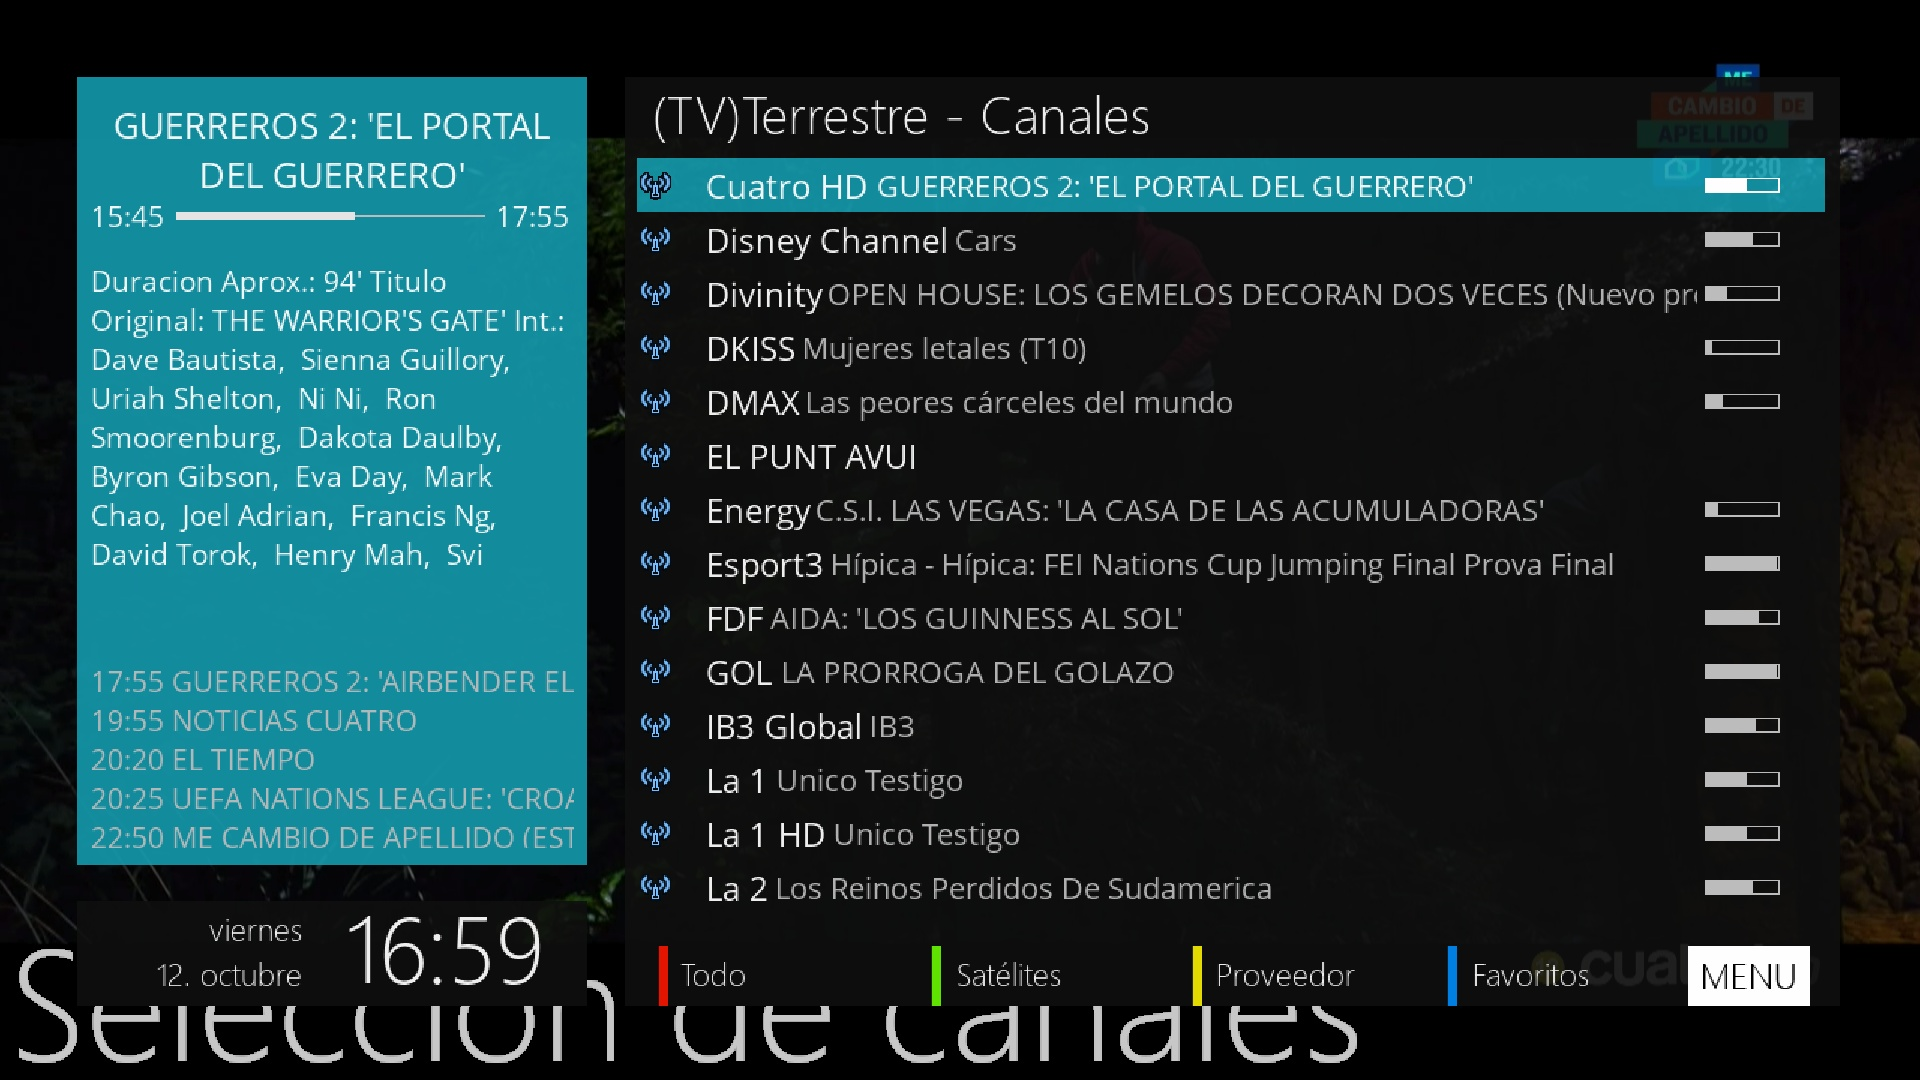 GUERREROS 2: 'EL PORTAL
DEL GUERRERO'
15:45 17:55
Duracion Aprox.: 94' Titulo
Original: THE WARRIOR'S GATE' Int.:
Dave Bautista, Sienna Guillory,
Uriah Shelton, Ni Ni, Ron
Smoorenburg, Dakota Daulby,
Byron Gibson, Eva Day, Mark
Chao, Joel Adrian, Francis Ng,
David Torok, Henry Mah, Svi
17:55 GUERREROS 2: 'AIRBENDER EL
19:55 NOTICIAS CUATRO
20:20 EL TIEMPO
20:25 UEFA NATIONS LEAGUE: 'CROA
22:50 ME CAMBIO DE APELLIDO (EST
viernes
12. octubre
16:59
(TV)Terrestre - Canales
ME
CAMBIO DE
APELLIDO
22:30
Cuatro HD GUERREROS 2: 'EL PORTAL DEL GUERRERO'
Disney Channel Cars
Divinity OPEN HOUSE: LOS GEMELOS DECORAN DOS VECES (Nuevo pr
DKISS Mujeres letales (T10)
DMAX Las peores cárceles del mundo
EL PUNT AVUI
Energy C.S.I. LAS VEGAS: 'LA CASA DE LAS ACUMULADORAS'
Esport3 Hípica - Hípica: FEI Nations Cup Jumping Final Prova Final
FDF AIDA: 'LOS GUINNESS AL SOL'
GOL LA PRORROGA DEL GOLAZO
IB3 Global IB3
La 1 Unico Testigo
La 1 HD Unico Testigo
La 2 Los Reinos Perdidos De Sudamerica
Todo
Satélites
Proveedor
Favoritos
MENU
Selección de canales